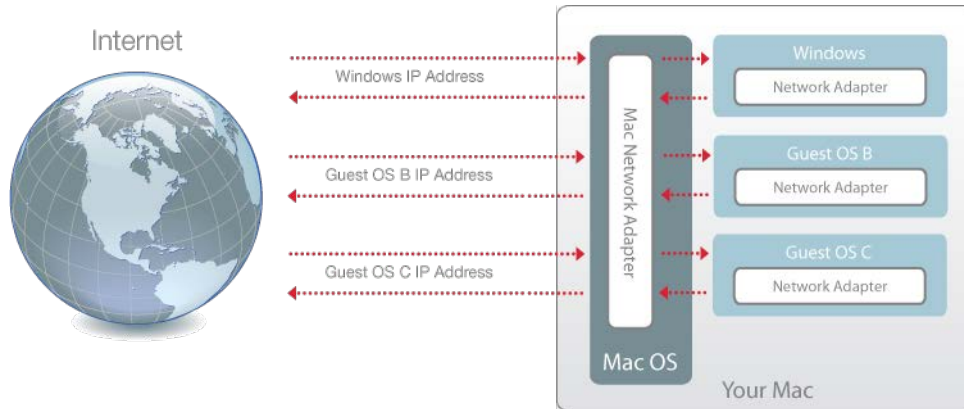 Internet
Windows IP Address
Guest OS B IP Address
Guest OS C IP Address
Mac Network Adapter
Mac OS
Windows
Network Adapter
Guest OS B
Network Adapter
Guest OS C
Network Adapter
Your Mac